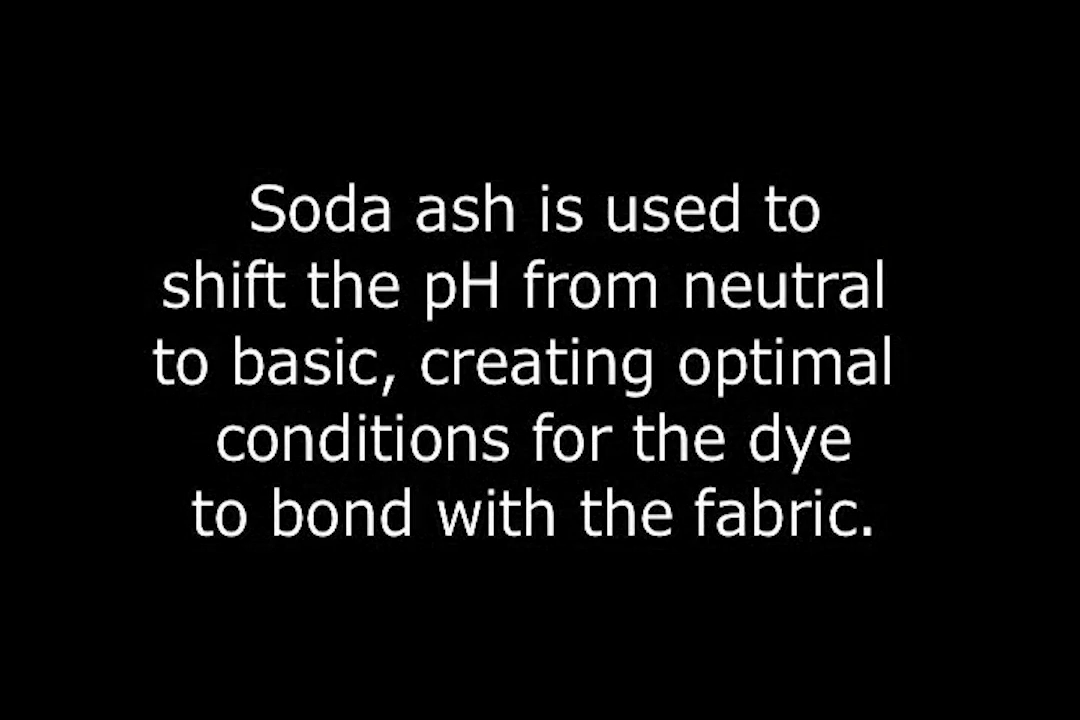 Soda ash is used to
shift the pH from neutral
to basic, creating optimal
conditions for the dye
to bond with the fabric.